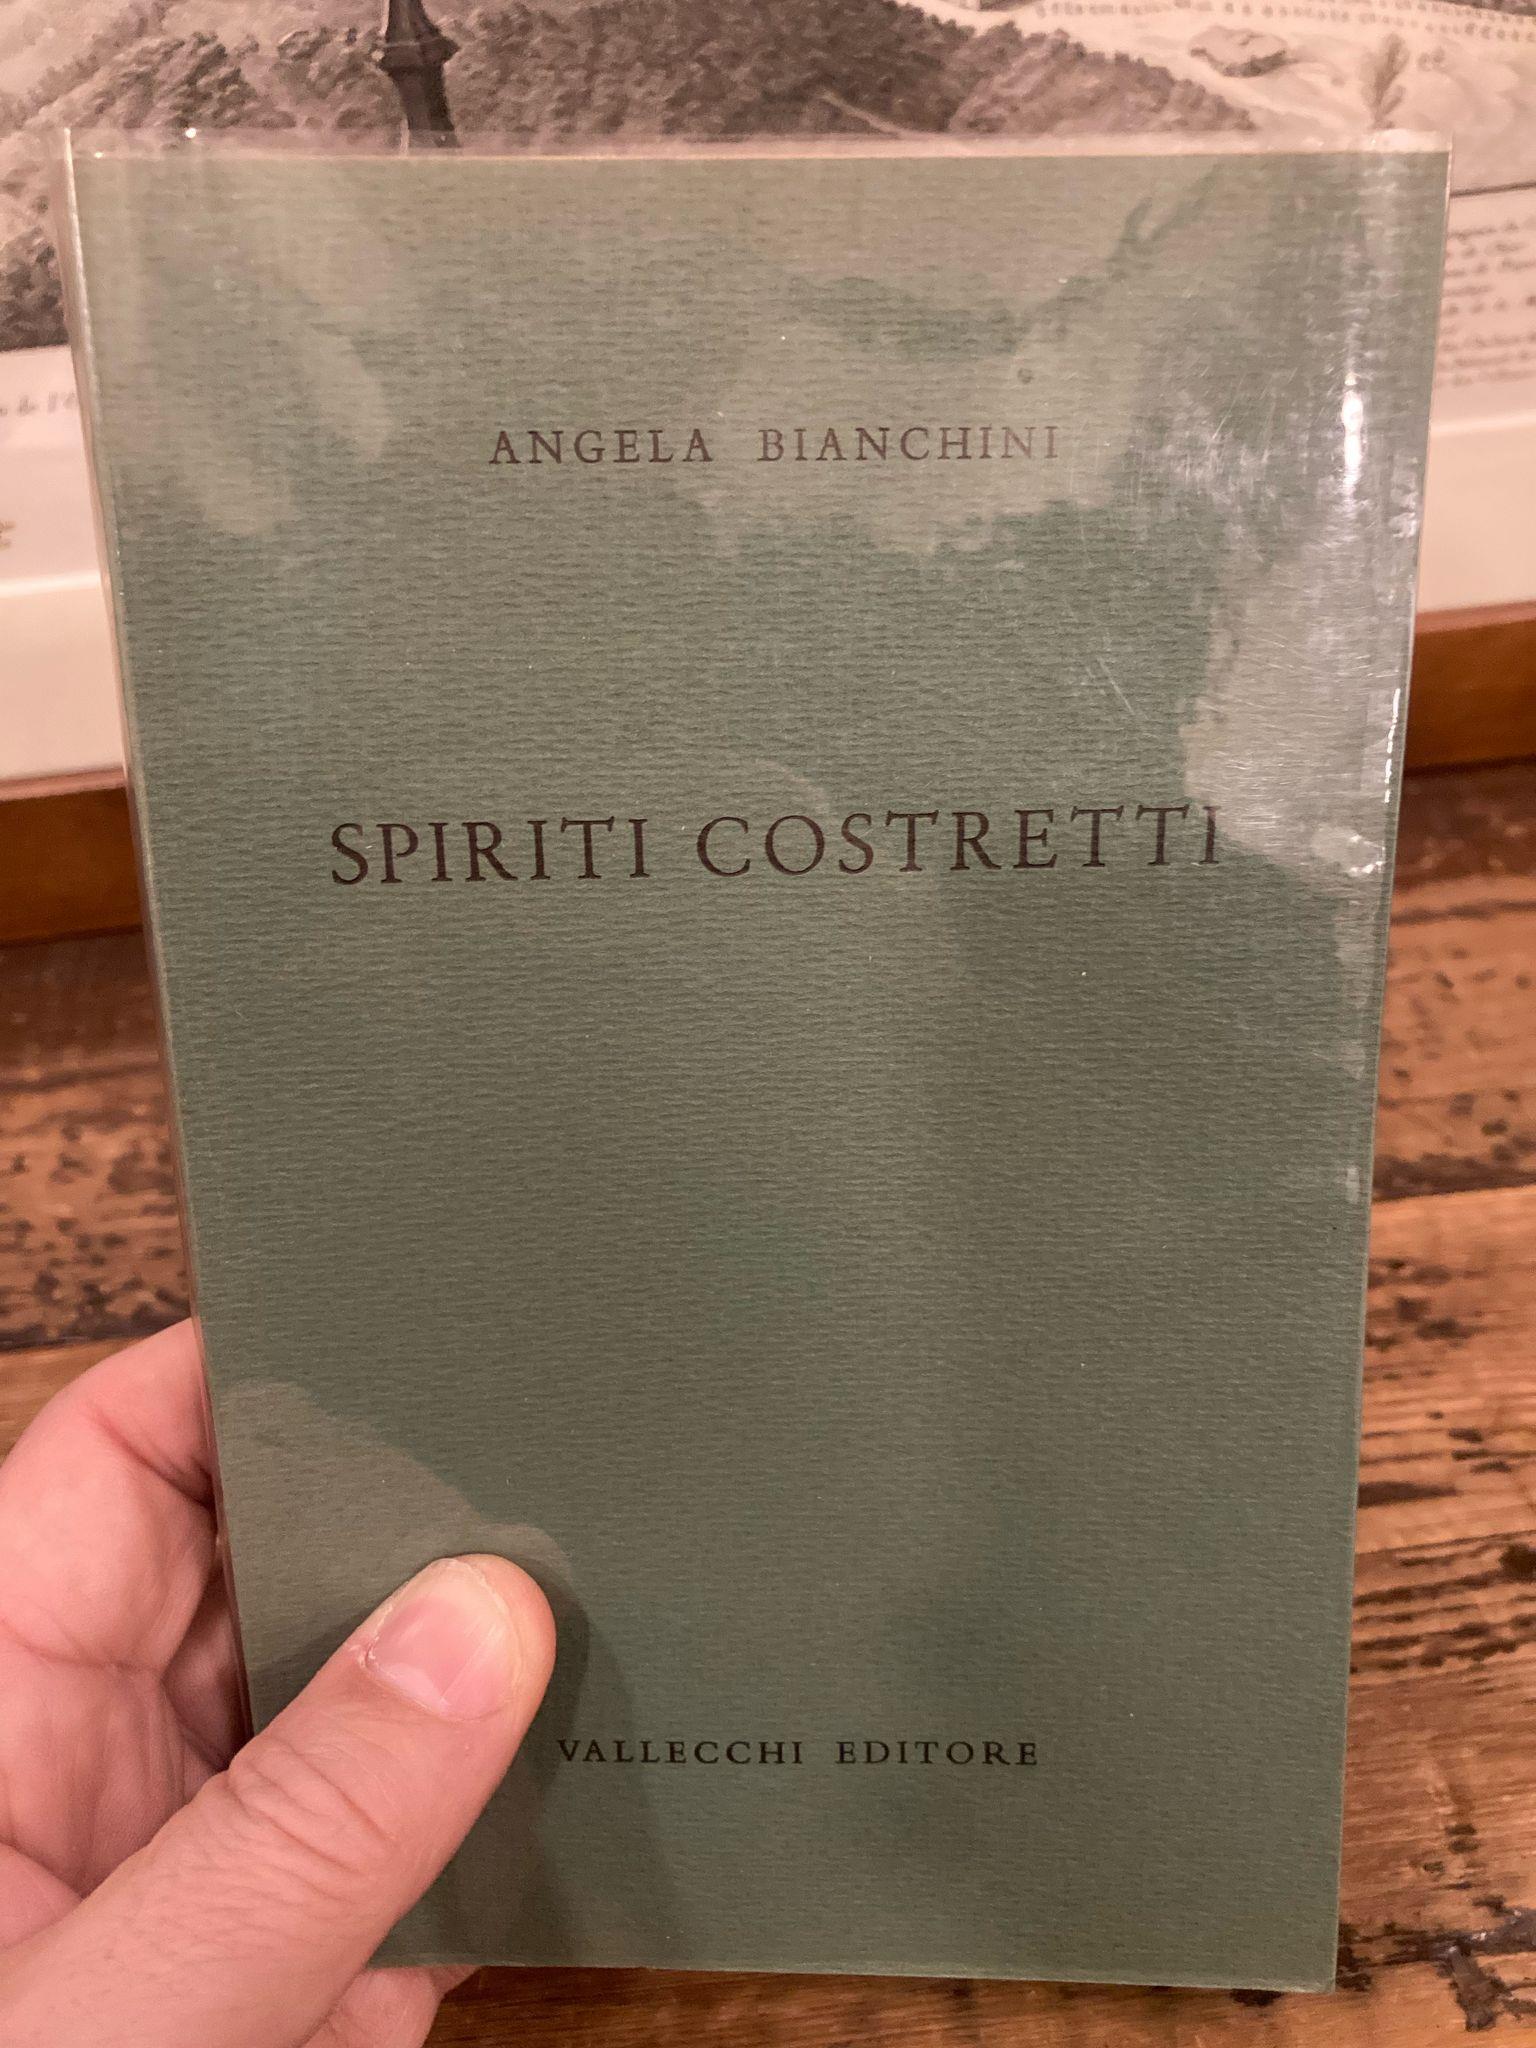 ANGELA BIANCHINI
SPIRITI COSTRETTI
VALLECCHI EDITORE